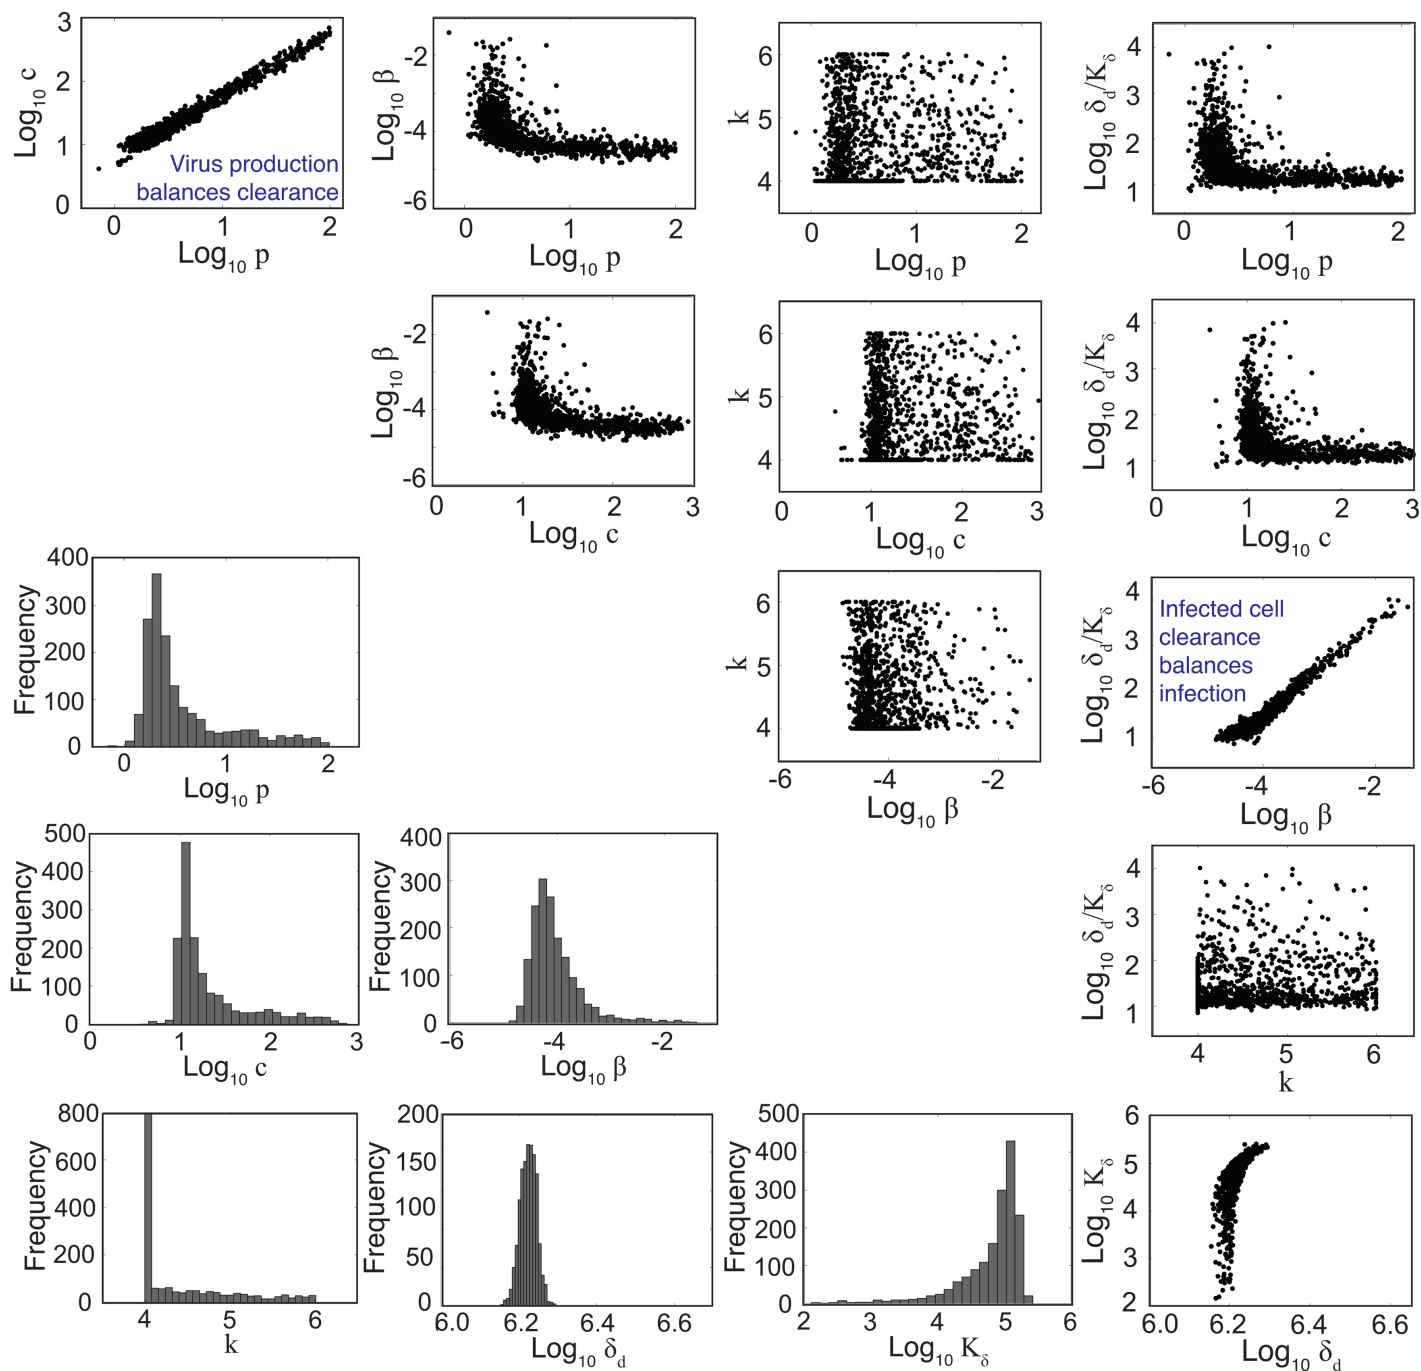 3
2
1
0
Log10 c
Virus production
balances clearance
0 1 2
Log10 p
-2
-4
-6
Log10 β
0 1 2
Log10 p
6
5
4
k
0 1 2
Log10 p
4
3
2
1
Log10 δd/Kδ
0 1 2
Log10 p
-2
-4
-6
Log10 β
0 1 2 3
Log10 c
6
5
4
k
0 1 2 3
Log10 c
4
3
2
1
Log10 δd/Kδ
0 1 2 3
Log10 c
400
300
200
100
0
Frequency
0 1 2
Log10 p
6
5
4
k
-6 -4 -2
Log10 β
4
3
2
1
Log10 δd/Kδ
Infected cell
clearance
balances
infection
-6 -4 -2
Log10 β
500
400
300
200
100
0
Frequency
0 1 2 3
Log10 c
400
300
200
100
0
Frequency
-6 -4 -2
Log10 β
4
3
2
1
Log10 δd/Kδ
4 5 6
k
800
600
400
200
0
Frequency
4 5 6
k
200
150
100
50
0
Frequency
6.0 6.2 6.4 6.6
Log10 δd
500
400
300
200
100
0
Frequency
2 3 4 5 6
Log10 Kδ
6
5
4
3
2
Log10 Kδ
6.0 6.2 6.4 6.6
Log10 δd